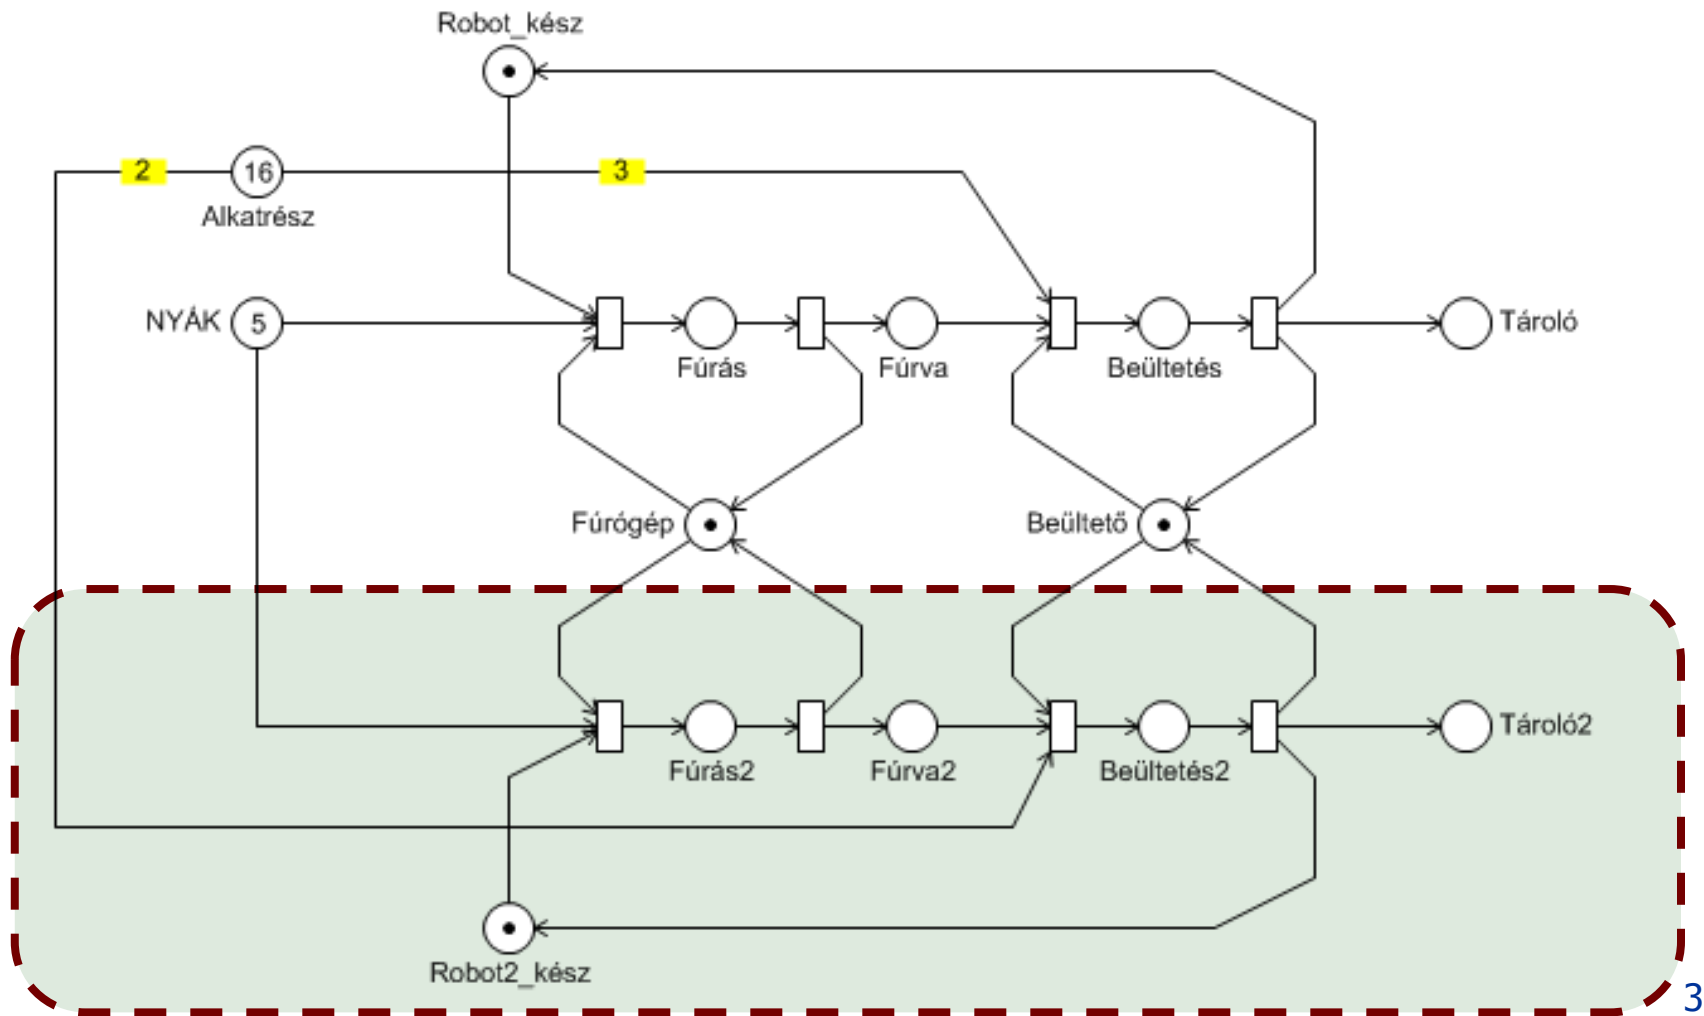 Robot_kész
2
16
3
Alkatrész
NYÁK
5
Tároló
Fúrás
Fúrva
Beültetés
Fúrógép
Beültető
Tároló2
Fúrás2
Fúrva2
Beültetés2
Robot2_kész
3